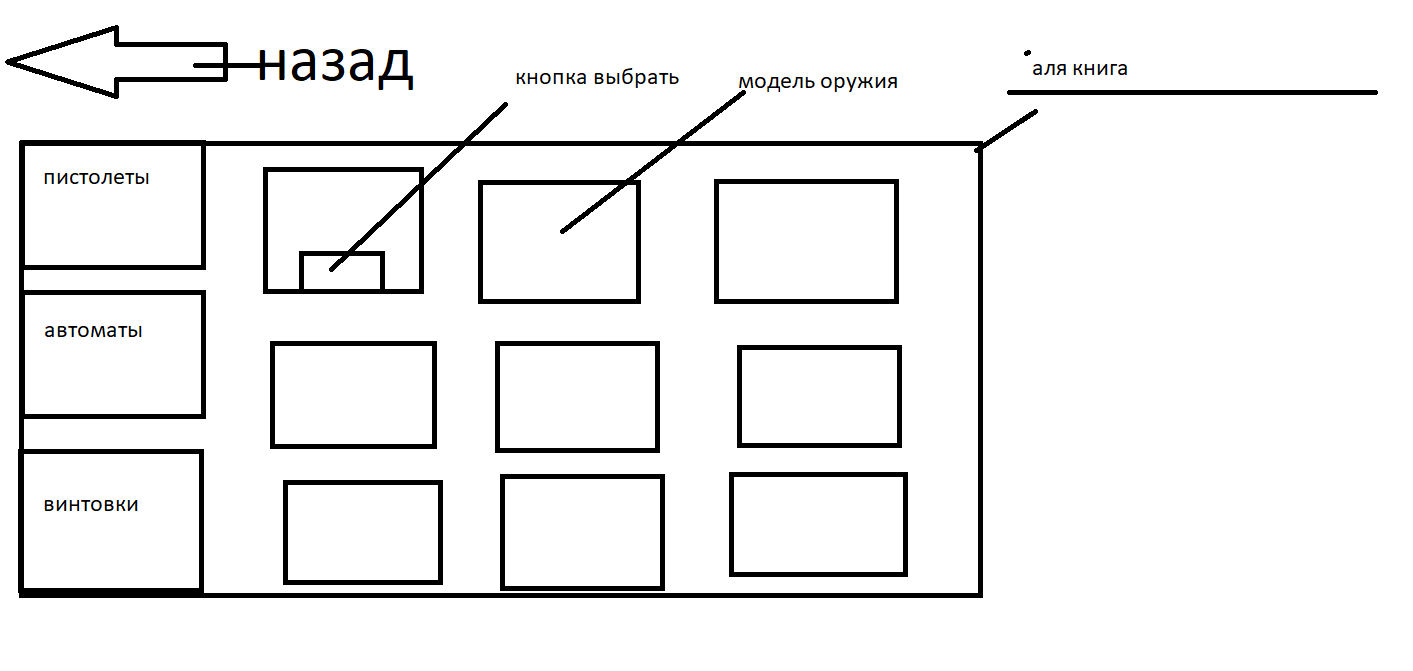 назад
кнопка выбрать
модель оружия
аля книга
пистолеты
автоматы
винтовки